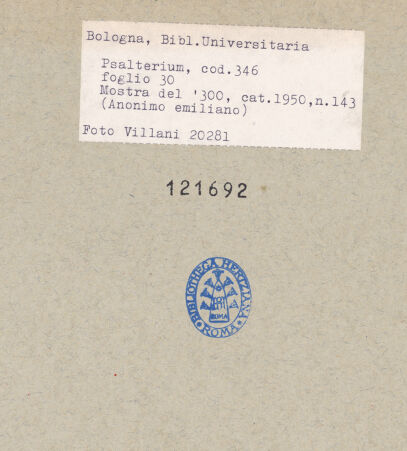 Bologna, Bibl.Universitaria
Psalterium, cod.346
foglio 30
Mostra del '300, cat.1950,n.143
(Anonimo emiliano)
Foto Villani 20281
121692
BIBLIOTHECA HERTZIANA
ROMA
ROMA